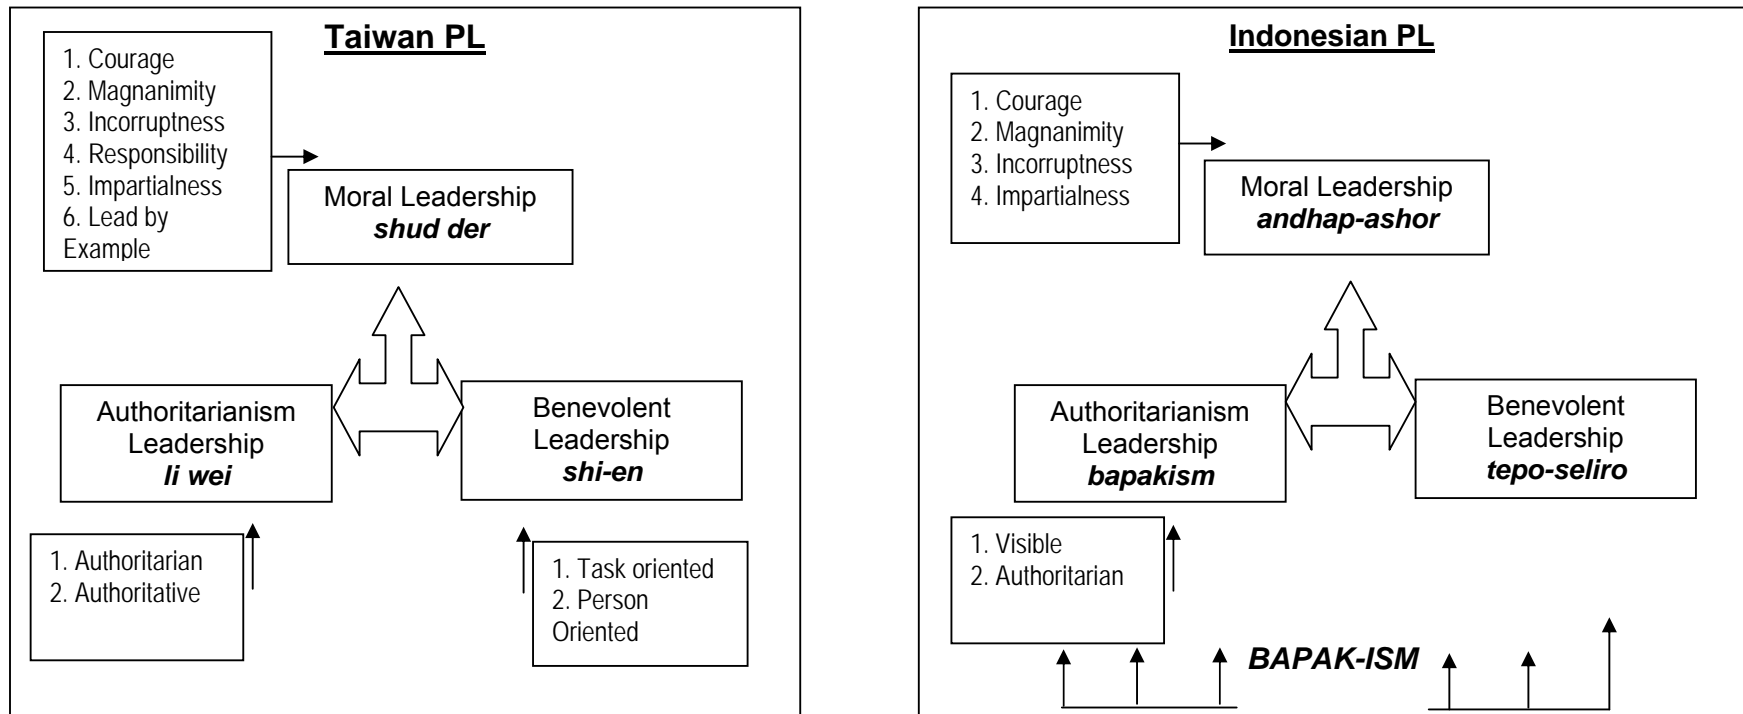 Taiwan PL
1. Courage
2. Magnanimity
3. Incorruptness
4. Responsibility
5. Impartialness
6. Lead by
Example
Moral Leadership
shud der
Authoritarianism
Leadership
li wei
Benevolent
Leadership
shi-en
1. Authoritarian
2. Authoritative
1. Task oriented
2. Person
Oriented
Indonesian PL
1. Courage
2. Magnanimity
3. Incorruptness
4. Impartialness
Moral Leadership
andhap-ashor
Authoritarianism
Leadership
bapakism
Benevolent
Leadership
tepo-seliro
1. Visible
2. Authoritarian
BAPAK-ISM